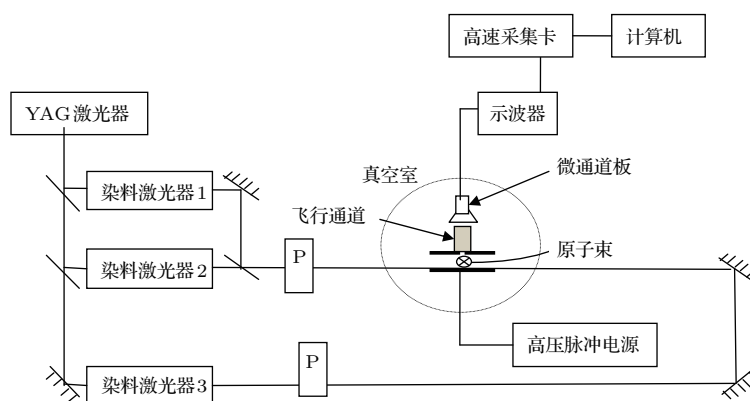 高速采集卡
计算机
YAG激光器
示波器
真空室
微通道板
染料激光器1
飞行通道
原子束
染料激光器2
P
高压脉冲电源
P
染料激光器3